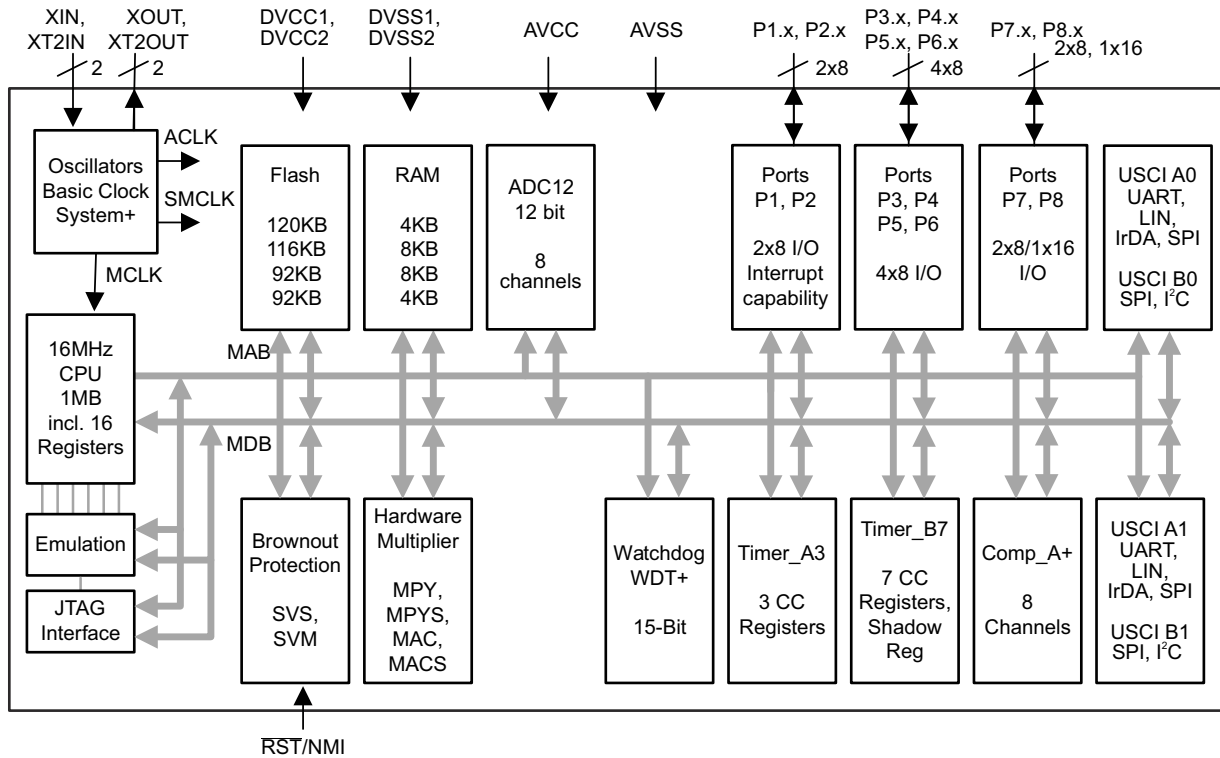 XIN,
XT2IN
2
XOUT,
XT2OUT
2
DVCC1,
DVCC2
DVSS1,
DVSS2
AVCC
AVSS
P1.x, P2.x
2x8
P3.x, P4.x
P5.x, P6.x
4x8
P7.x, P8.x
2x8, 1x16
Oscillators
Basic Clock
System+
ACLK
SMCLK
MCLK
Flash
120KB
116KB
92KB
92KB
RAM
4KB
8KB
8KB
4KB
ADC12
12 bit
8
channels
Ports
P1, P2
2x8 I/O
Interrupt
capability
Ports
P3, P4
P5, P6
4x8 I/O
Ports
P7, P8
2x8/1x16
I/O
USCI A0
UART,
LIN,
IrDA, SPI
USCI B0
SPI, I²C
16MHz
CPU
1MB
incl. 16
Registers
MAB
MDB
Emulation
JTAG
Interface
Brownout
Protection
SVS,
SVM
Hardware
Multiplier
MPY,
MPYS,
MAC,
MACS
Watchdog
WDT+
15-Bit
Timer_A3
3 CC
Registers
Timer_B7
7 CC
Registers,
Shadow
Reg
Comp_A+
8
Channels
USCI A1
UART,
LIN,
IrDA, SPI
USCI B1
SPI, I²C
RST/NMI